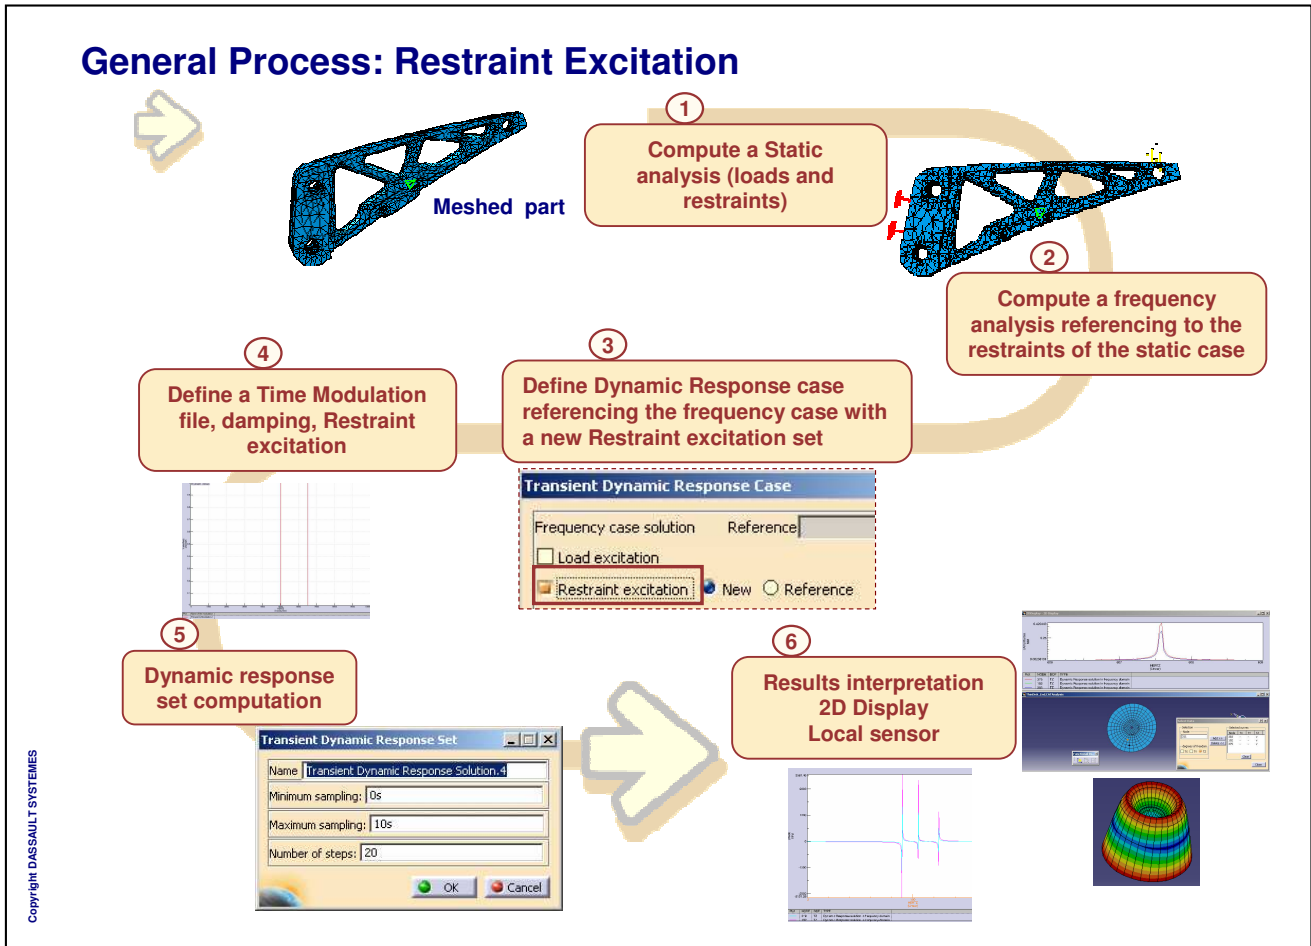 General Process: Restraint Excitation
Meshed part
1
Compute a Static
analysis (loads and
restraints)
2
Compute a frequency
analysis referencing to the
restraints of the static case
3
Define Dynamic Response case
referencing the frequency case with
a new Restraint excitation set
Transient Dynamic Response Case
Frequency case solution Reference
Load excitation
Restraint excitation New Reference
4
Define a Time Modulation
file, damping, Restraint
excitation
5
Dynamic response
set computation
Transient Dynamic Response Set
Name Transient Dynamic Response Solution.4
Minimum sampling: 0s
Maximum sampling: 10s
Number of steps: 20
OK Cancel
6
Results interpretation
2D Display
Local sensor
Copyright DASSAULT SYSTEMES